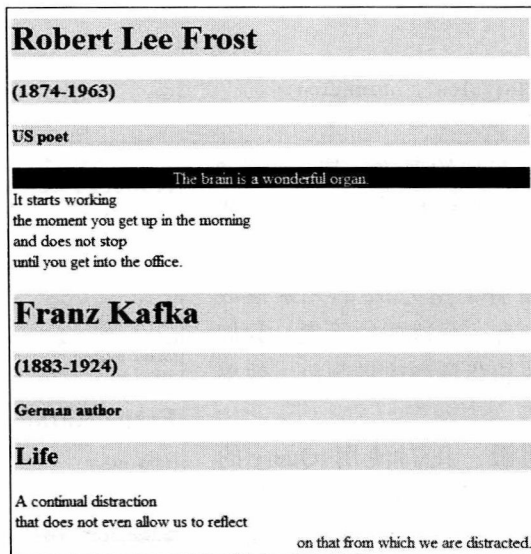 Robert Lee Frost
(1874-1963)
US poet
The brain is a wonderful organ.
It starts working
the moment you get up in the morning
and does not stop
until you get into the office.
Franz Kafka
(1883-1924)
German author
Life
A continual distraction
that does not even allow us to reflect
on that from which we are distracted.